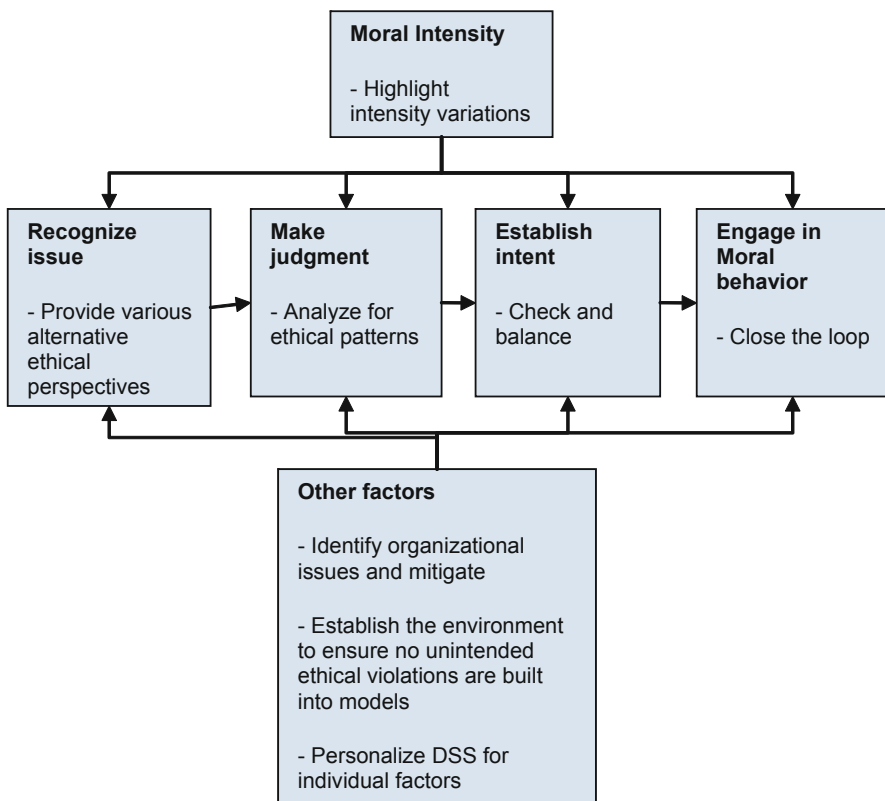 Moral Intensity
- Highlight
intensity variations
Recognize
issue
- Provide various
alternative
ethical
perspectives
Make
judgment
- Analyze for
ethical patterns
Establish
intent
- Check and
balance
Engage in
Moral
behavior
- Close the loop
Other factors
- Identify organizational
issues and mitigate
- Establish the environment
to ensure no unintended
ethical violations are built
into models
- Personalize DSS for
individual factors